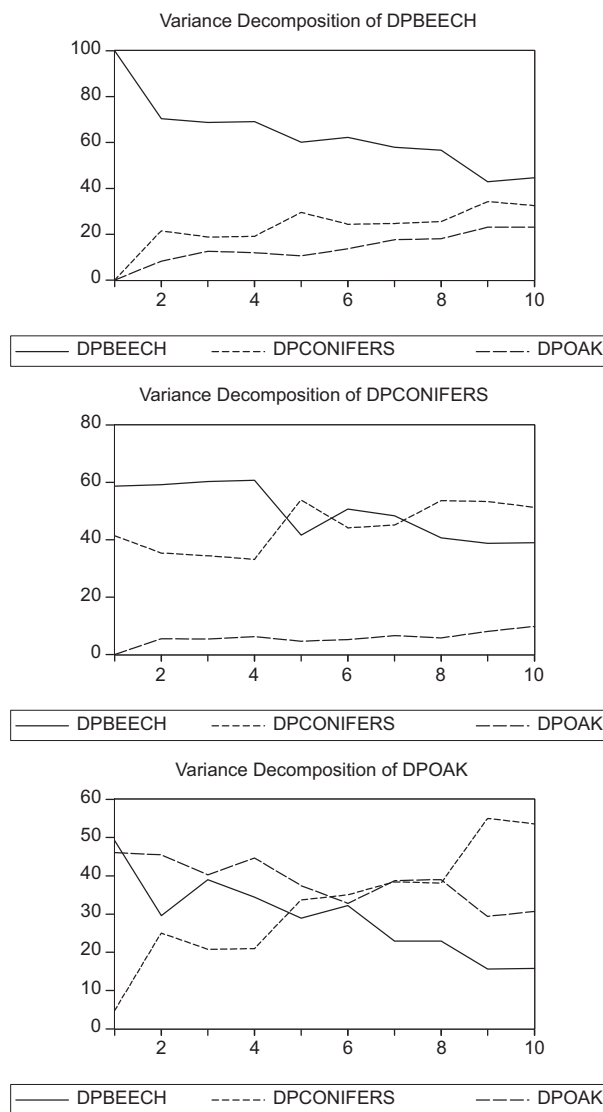 Variance Decomposition of DPBEECH
100
80
60
40
20
0
2 4 6 8 10
DPBEECH DPCONIFERS DPOAK
Variance Decomposition of DPCONIFERS
80
60
40
20
0
2 4 6 8 10
DPBEECH DPCONIFERS DPOAK
Variance Decomposition of DPOAK
60
50
40
30
20
10
0
2 4 6 8 10
DPBEECH DPCONIFERS DPOAK